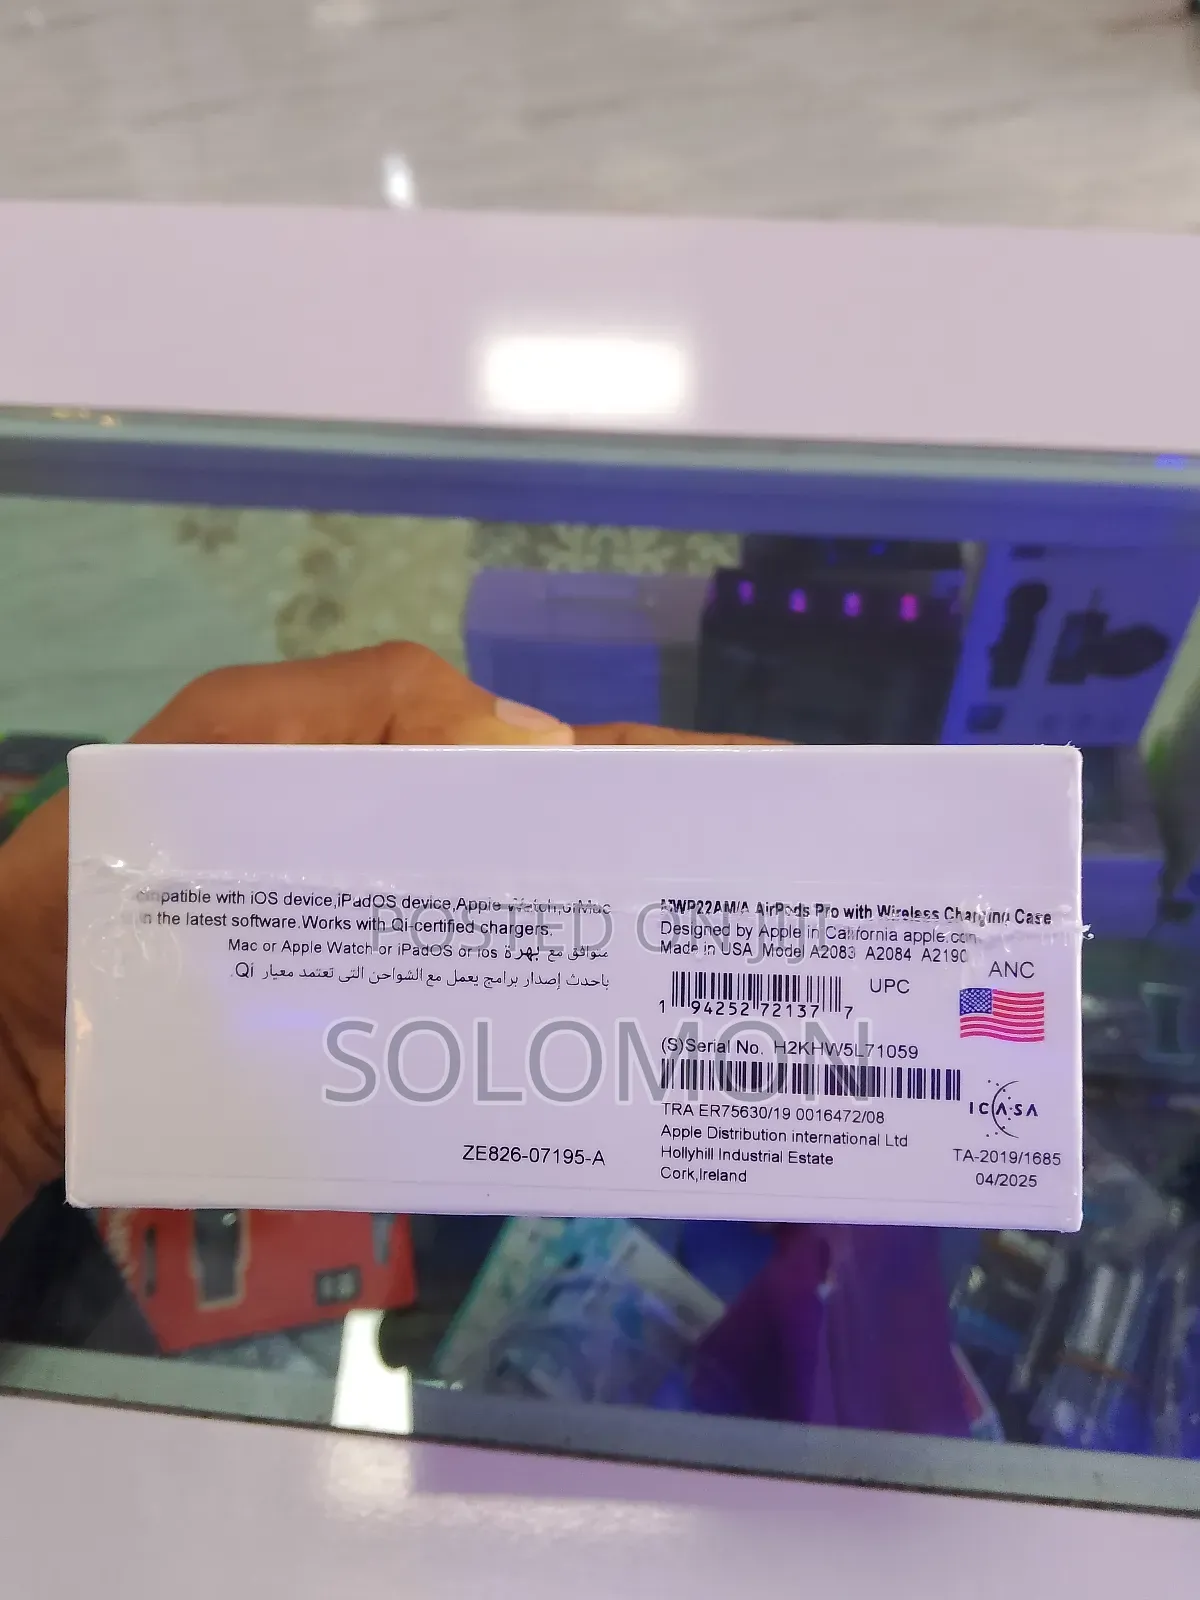 ompatible with iOS device,iPadOS device,Apple Watch,orMac
in the latest software.Works with Qi-certified chargers.
متوافق مع بهرة Mac or Apple Watch or iPadOS or ios
باحدث إصدار برامج يعمل مع الشواحن التى تعتمد معيار Qi.
ZE826-07195-A
MWP22AM/A AirPods Pro with Wireless Charging Case
Designed by Apple in California apple.com
Made in USA Model A2083 A2084 A2190
ANC
UPC
1 94252 72137 7
(S)Serial No. H2KHW5L71059
TRA ER75630/19 0016472/08
Apple Distribution international Ltd
Hollyhill Industrial Estate
Cork,Ireland
ICASA
TA-2019/1685
04/2025
POSTED ON JIJI
SOLOMON